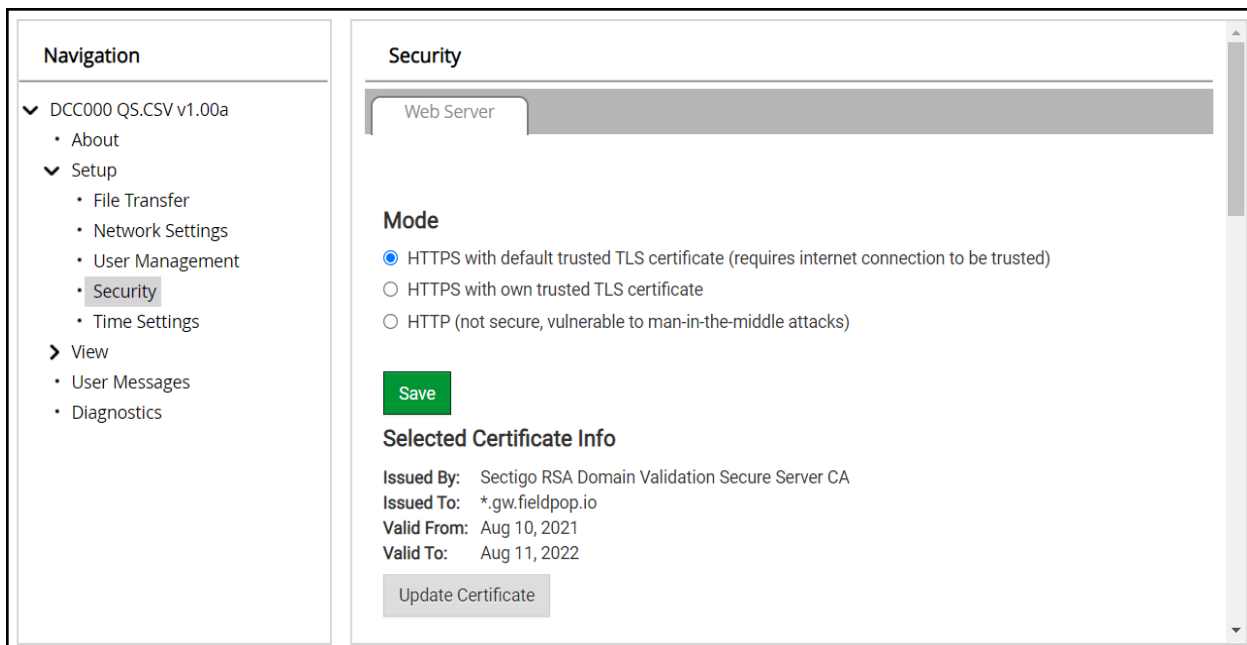 Navigation
DCC000 QS.CSV v1.00a
About
Setup
File Transfer
Network Settings
User Management
Security
Time Settings
View
User Messages
Diagnostics
Security
Web Server
Mode
HTTPS with default trusted TLS certificate (requires internet connection to be trusted)
HTTPS with own trusted TLS certificate
HTTP (not secure, vulnerable to man-in-the-middle attacks)
Save
Selected Certificate Info
Issued By: Sectigo RSA Domain Validation Secure Server CA
Issued To: *.gw.fieldpop.io
Valid From: Aug 10, 2021
Valid To: Aug 11, 2022
Update Certificate